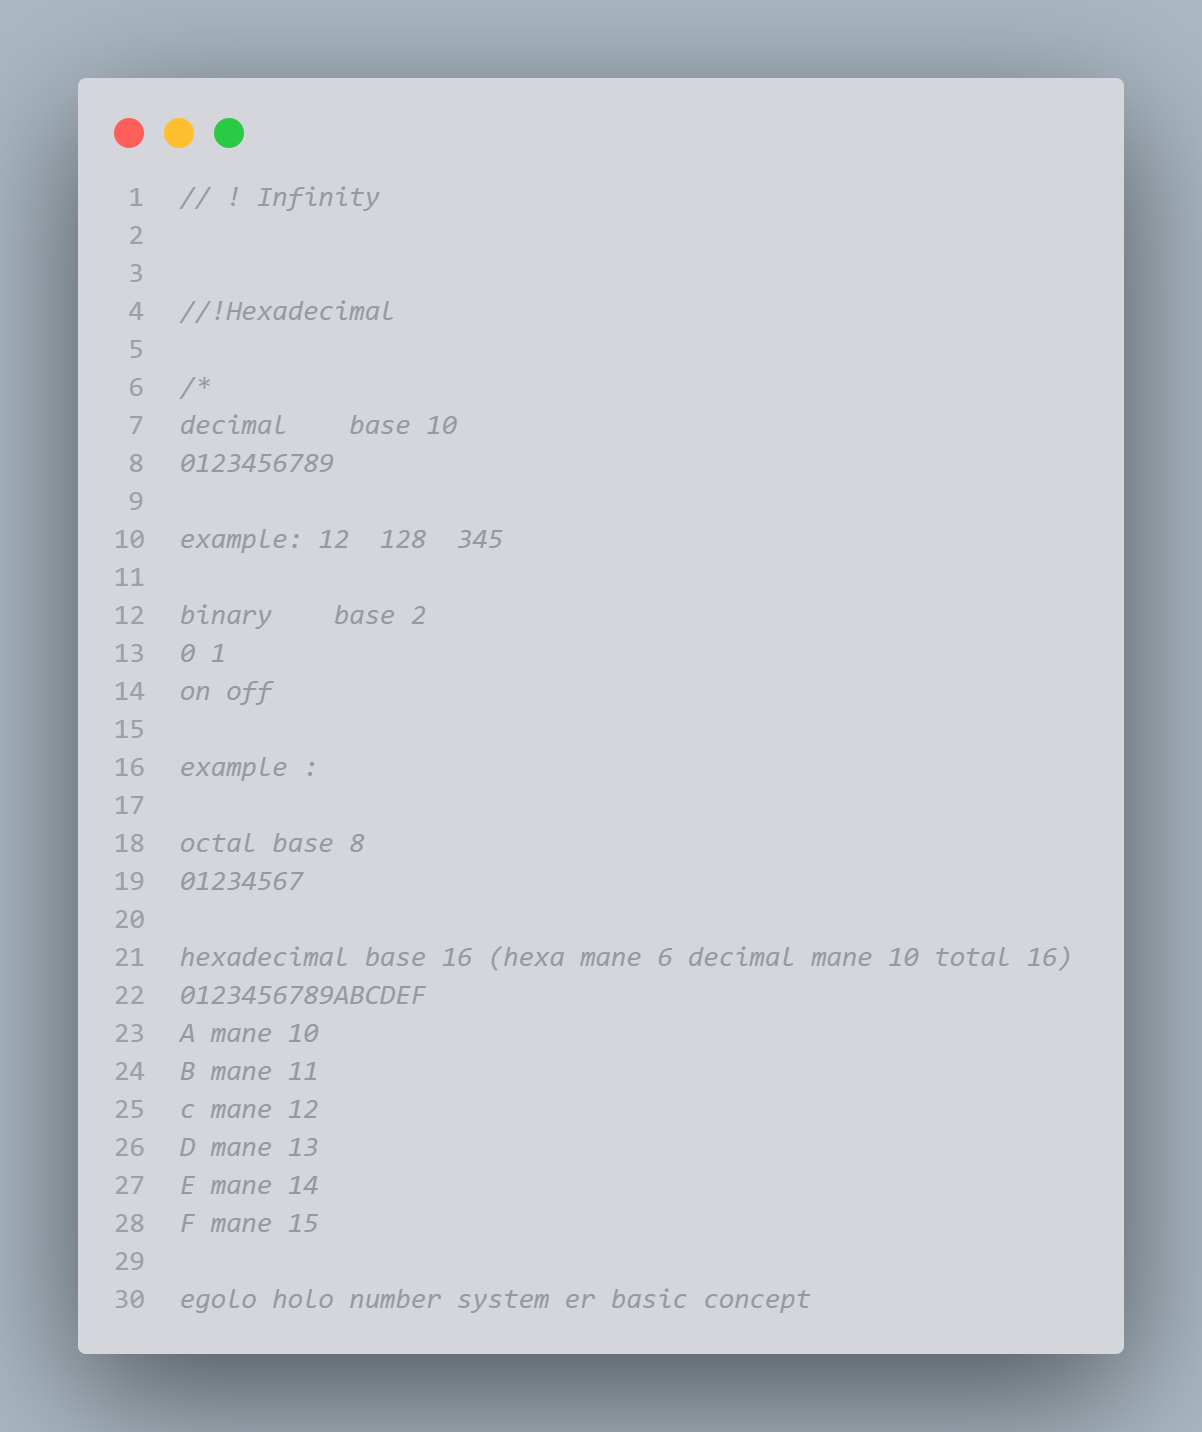 1 // ! Infinity
2
3
4 //!Hexadecimal
5
6 /*
7 decimal    base 10
8 0123456789
9
10 example: 12  128  345
11
12 binary    base 2
13 0 1
14 on off
15
16 example :
17
18 octal base 8
19 01234567
20
21 hexadecimal base 16 (hexa mane 6 decimal mane 10 total 16)
22 0123456789ABCDEF
23 A mane 10
24 B mane 11
25 c mane 12
26 D mane 13
27 E mane 14
28 F mane 15
29
30 egolo holo number system er basic concept